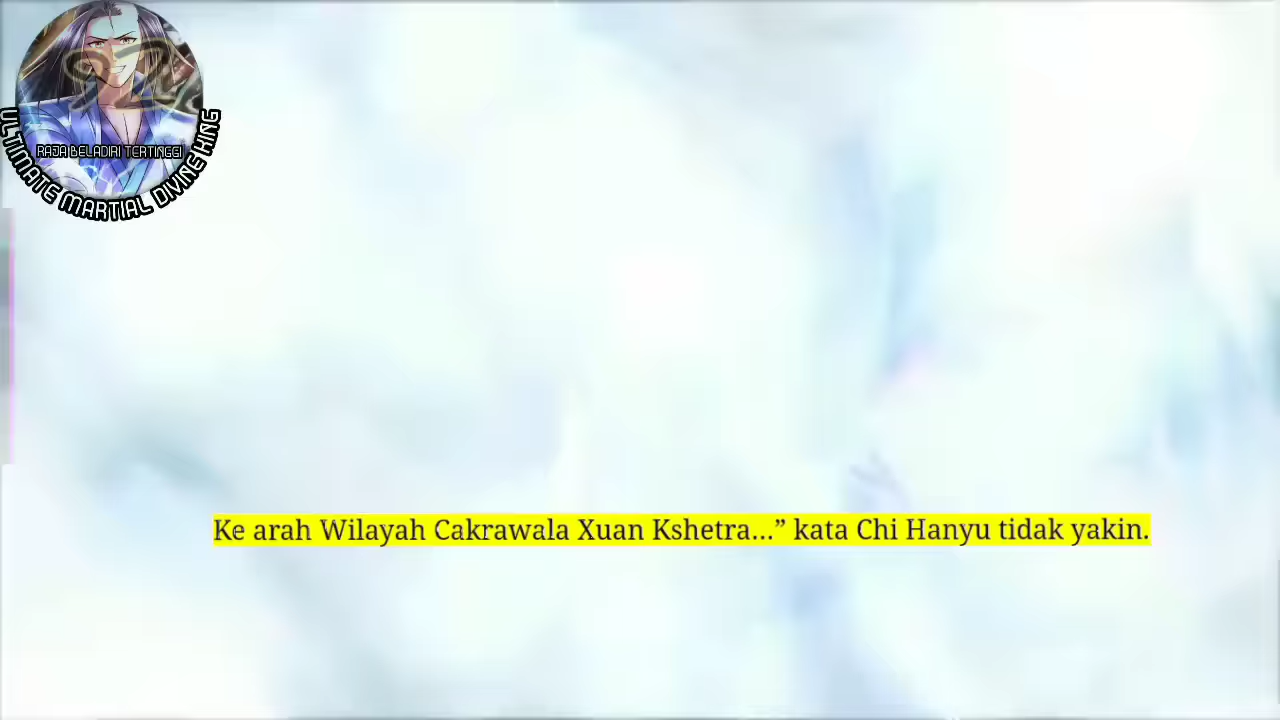 RAJA BELADIRI TERTINGGI
ULTIMATE MARTIAL DIVINE KING
Ke arah Wilayah Cakrawala Xuan Kshetra...” kata Chi Hanyu tidak yakin.